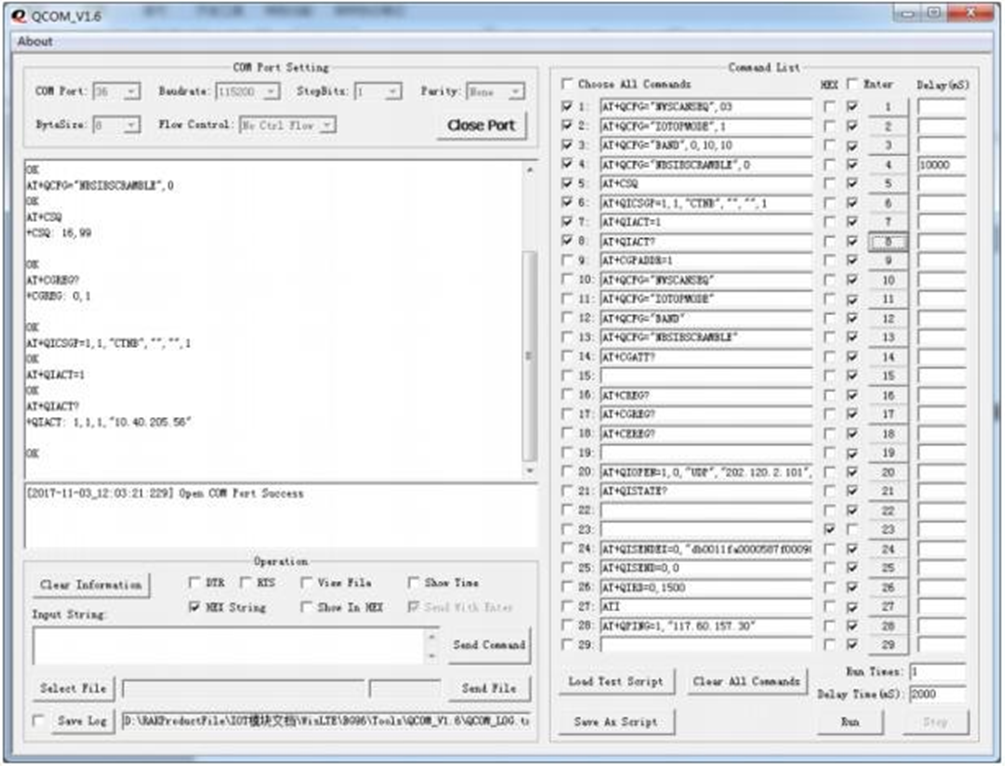 QCOM_V1.6
About
COM Port Setting
COM Port: 36 Baudrate: 115200 StopBits: 1 Parity: None
ByteSize: 8 Flow Control: No Ctrl Flow Close Port
OK
AT+QCFG="NBSIBSCRAMBLE",0
OK
AT+CSQ
+CSQ: 16,99
OK
AT+CGREG?
+CGREG: 0,1
OK
AT+QICSGP=1,1,"CTNB","","",1
OK
AT+QIACT=1
OK
AT+QIACT?
+QIACT: 1,1,1,"10.40.205.56"
OK
[2017-11-03_12:03:21:229] Open COM Port Success
Operation
Clear Information DTR RTS View File Show Time
HEX String Show In HEX Send With Enter
Input String:
Send Command
Select File Send File
Save Log D:\RAKProductFile\IOT模块文档\WinLTE\BG96\Tools\QCOM_V1.6\QCOM_LOG.t
Command List
Choose All Commands HEX Enter Delay(mS)
1: AT+QCFG="NWSCANSEQ",03 1
2: AT+QCFG="IOTOPMODE",1 2
3: AT+QCFG="BAND",0,10,10 3
4: AT+QCFG="NBSIBSCRAMBLE",0 4 10000
5: AT+CSQ 5
6: AT+QICSGP=1,1,"CTNB","","",1 6
7: AT+QIACT=1 7
8: AT+QIACT? 8
9: AT+CGPADDR=1 9
10: AT+QCFG="NWSCANSEQ" 10
11: AT+QCFG="IOTOPMODE" 11
12: AT+QCFG="BAND" 12
13: AT+QCFG="NBSIBSCRAMBLE" 13
14: AT+CGATT? 14
15: 15
16: AT+CREG? 16
17: AT+CGREG? 17
18: AT+CEREG? 18
19: 19
20: AT+QIOPEN=1,0,"UDP","202.120.2.101", 20
21: AT+QISTATE? 21
22: 22
23: 23
24: AT+QISENDEX=0,"db0011fa0000587f0009 24
25: AT+QISEND=0,0 25
26: AT+QIRD=0,1500 26
27: ATI 27
28: AT+QPING=1,"117.60.157.30" 28
29: 29
Load Test Script Clear All Commands Run Times: 1
Delay Time(mS): 2000
Save As Script Run Stop